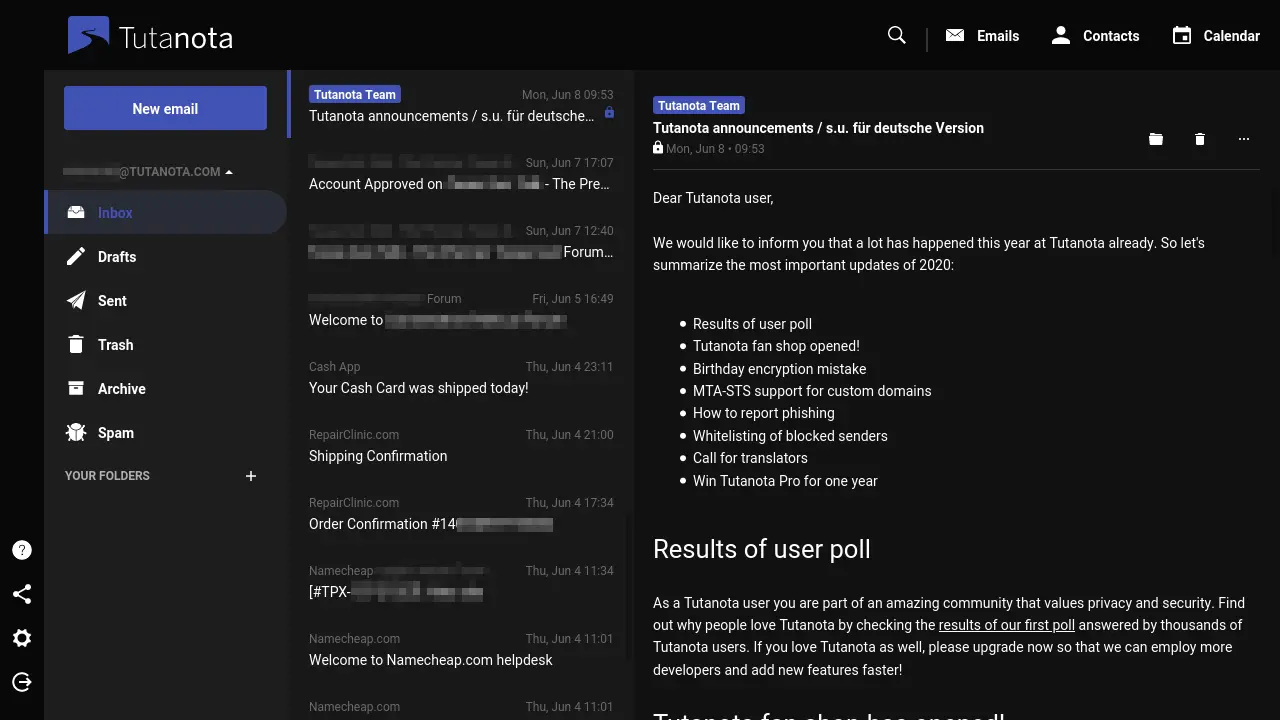 Tutanota
Emails
Contacts
Calendar
New email
@TUTANOTA.COM
Inbox
Drafts
Sent
Trash
Archive
Spam
YOUR FOLDERS
Tutanota Team
Mon, Jun 8 09:53
Tutanota announcements / s.u. für deutsche...
Sun, Jun 7 17:07
Account Approved on - The Pre...
Sun, Jun 7 12:40
Forum...
Forum
Fri, Jun 5 16:49
Welcome to
Cash App
Thu, Jun 4 23:11
Your Cash Card was shipped today!
RepairClinic.com
Thu, Jun 4 21:00
Shipping Confirmation
RepairClinic.com
Thu, Jun 4 17:34
Order Confirmation #14
Namecheap
Thu, Jun 4 11:34
[#TPX-
Namecheap.com
Thu, Jun 4 11:01
Welcome to Namecheap.com helpdesk
Namecheap.com
Thu, Jun 4 11:01
Tutanota Team
Tutanota announcements / s.u. für deutsche Version
Mon, Jun 8 • 09:53
Dear Tutanota user,
We would like to inform you that a lot has happened this year at Tutanota already. So let's
summarize the most important updates of 2020:
• Results of user poll
• Tutanota fan shop opened!
• Birthday encryption mistake
• MTA-STS support for custom domains
• How to report phishing
• Whitelisting of blocked senders
• Call for translators
• Win Tutanota Pro for one year
Results of user poll
As a Tutanota user you are part of an amazing community that values privacy and security. Find
out why people love Tutanota by checking the results of our first poll answered by thousands of
Tutanota users. If you love Tutanota as well, please upgrade now so that we can employ more
developers and add new features faster!
Tutanota fan shop has opened!